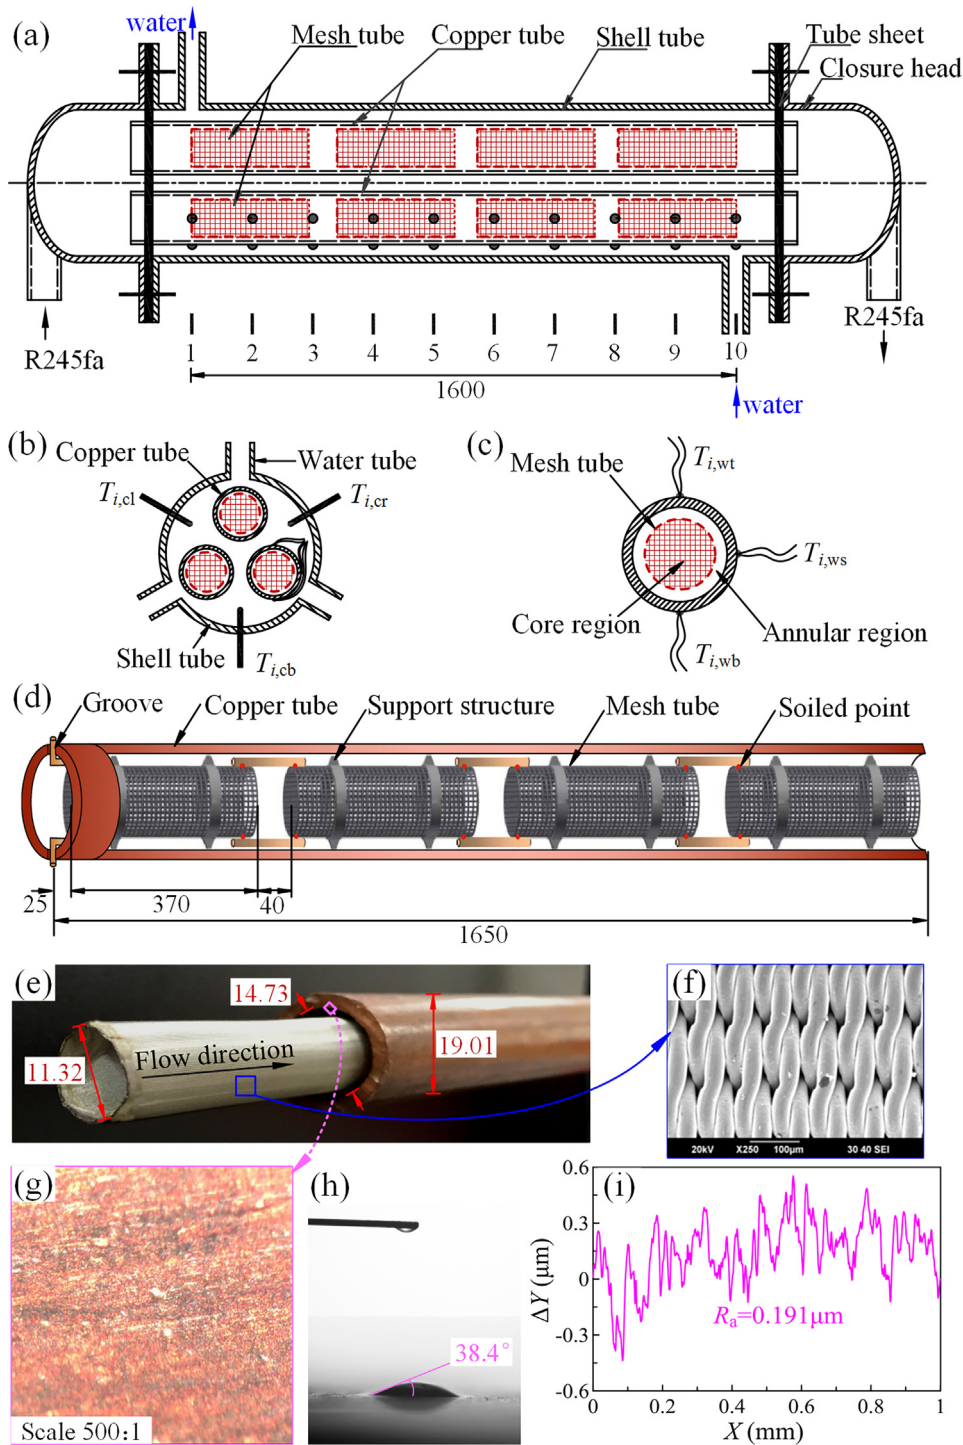 (a)
water
Mesh tube
Copper tube
Shell tube
Tube sheet
Closure head
R245fa
R245fa
1 2 3 4 5 6 7 8 9 10
1600
water
(b)
Copper tube
Water tube
Ti,cl
Ti,cr
Shell tube
Ti,cb
(c)
Mesh tube
Ti,wt
Ti,ws
Core region
Annular region
Ti,wb
(d)
Groove
Copper tube
Support structure
Mesh tube
Soiled point
25
370
40
1650
(e)
14.73
19.01
11.32
Flow direction
(f)
20kV X250 100μm 30 40 SEI
(g)
Scale 500:1
(h)
38.4°
(i)
0.6
0.3
0
-0.3
-0.6
ΔY (μm)
Ra=0.191μm
0 0.2 0.4 0.6 0.8 1
X (mm)